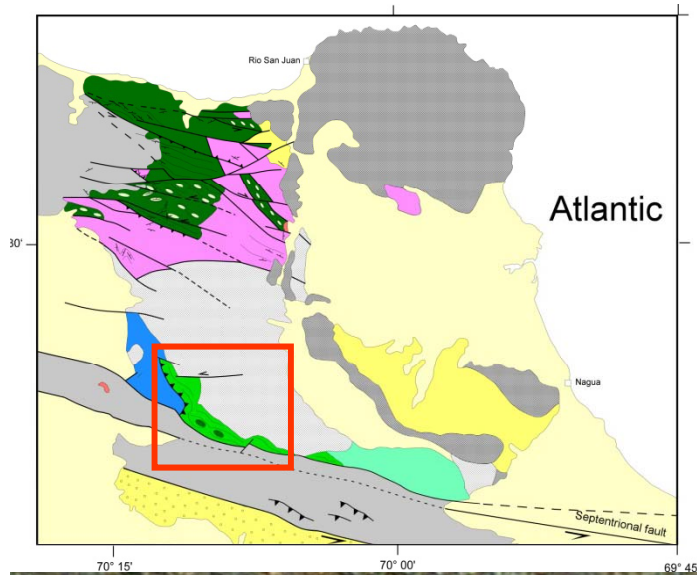 Rio San Juan
Atlantic
30'
Nagua
Septentrional fault
70° 15'
70° 00'
69° 45